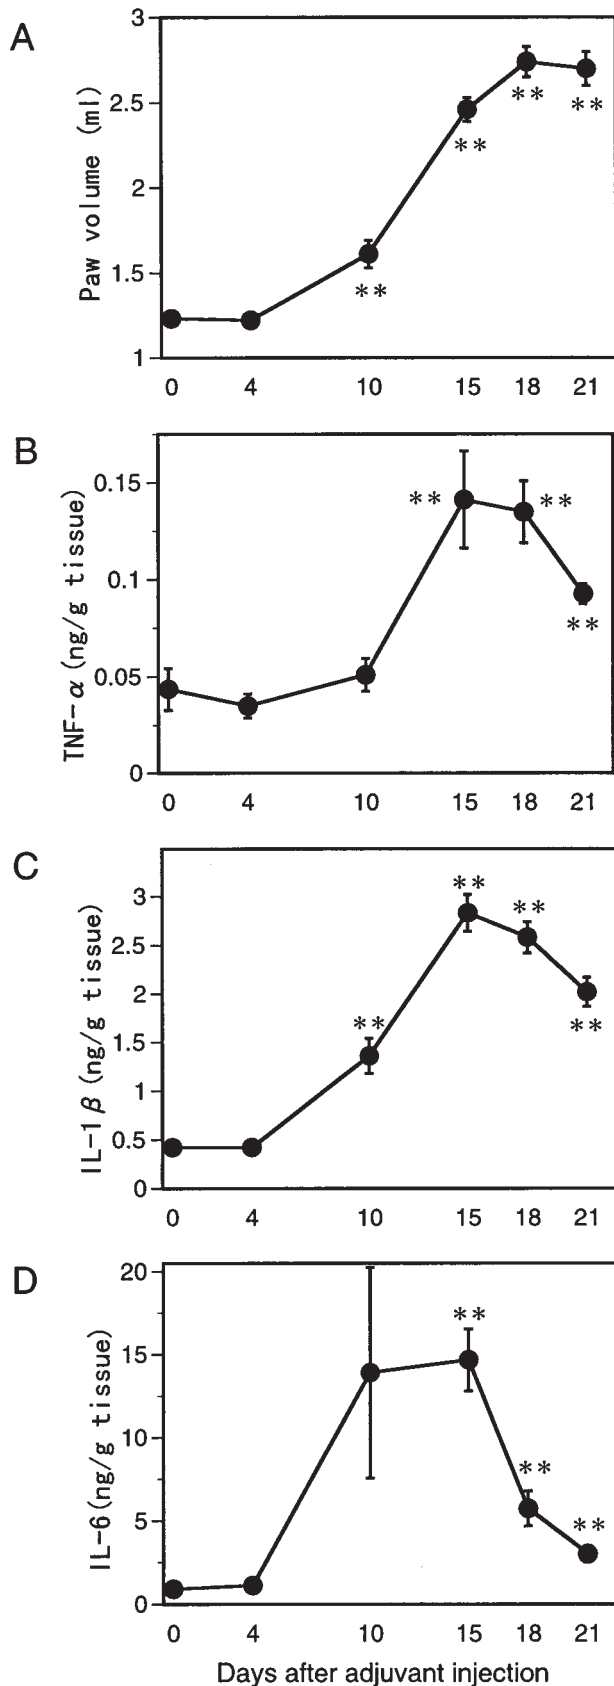 A
Paw volume (ml)
3
2.5
2
1.5
1
**
**
**
**
0 4 10 15 18 21
B
TNF-α (ng/g tissue)
0.15
0.1
0.05
0
**
**
**
0 4 10 15 18 21
C
IL-1β (ng/g tissue)
3
2.5
2
1.5
1
0.5
0
**
**
**
**
0 4 10 15 18 21
D
IL-6 (ng/g tissue)
20
15
10
5
0
**
**
**
0 4 10 15 18 21
Days after adjuvant injection